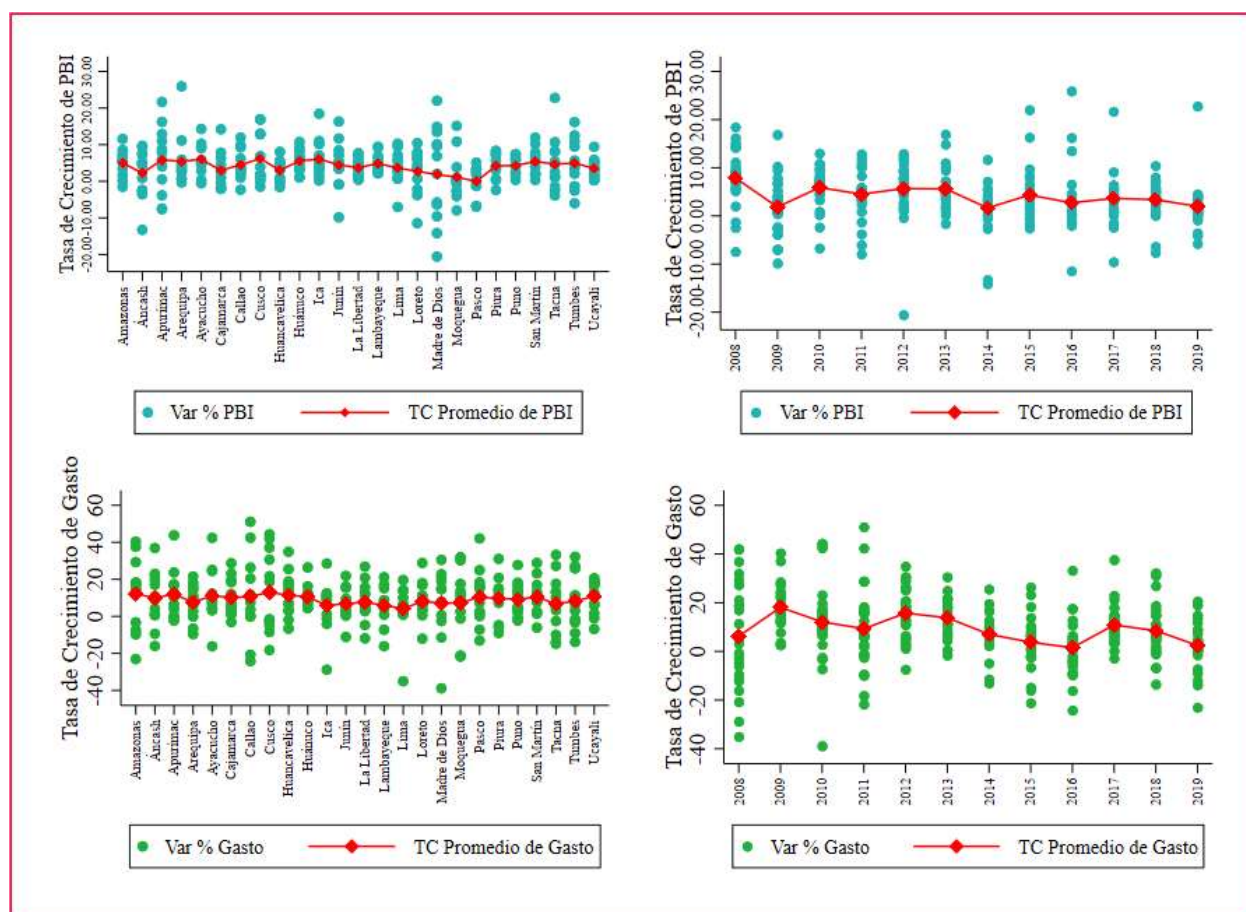 Tasa de Crecimiento de PBI
30.00
20.00
10.00
0.00
-10.00
-20.00
Amazonas
Áncash
Apurímac
Arequipa
Ayacucho
Cajamarca
Callao
Cusco
Huancavelica
Huánuco
Ica
Junín
La Libertad
Lambayeque
Lima
Loreto
Madre de Dios
Moquegua
Pasco
Piura
Puno
San Martín
Tacna
Tumbes
Ucayali
Var % PBI
TC Promedio de PBI
Tasa de Crecimiento de PBI
30.00
20.00
10.00
0.00
-10.00
-20.00
2008
2009
2010
2011
2012
2013
2014
2015
2016
2017
2018
2019
Var % PBI
TC Promedio de PBI
Tasa de Crecimiento de Gasto
60
40
20
0
-20
-40
Amazonas
Áncash
Apurímac
Arequipa
Ayacucho
Cajamarca
Callao
Cusco
Huancavelica
Huánuco
Ica
Junín
La Libertad
Lambayeque
Lima
Loreto
Madre de Dios
Moquegua
Pasco
Piura
Puno
San Martín
Tacna
Tumbes
Ucayali
Var % Gasto
TC Promedio de Gasto
Tasa de Crecimiento de Gasto
60
40
20
0
-20
-40
2008
2009
2010
2011
2012
2013
2014
2015
2016
2017
2018
2019
Var % Gasto
TC Promedio de Gasto